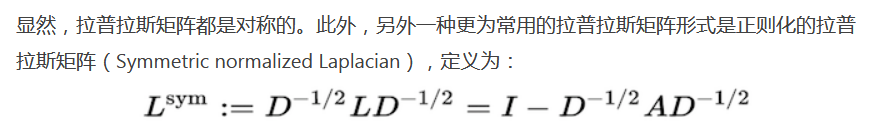 显然，拉普拉斯矩阵都是对称的。此外，另外一种更为常用的拉普拉斯矩阵形式是正则化的拉普
拉斯矩阵（Symmetric normalized Laplacian），定义为：
L^sym := D^-1/2 LD^-1/2 = I − D^-1/2 AD^-1/2